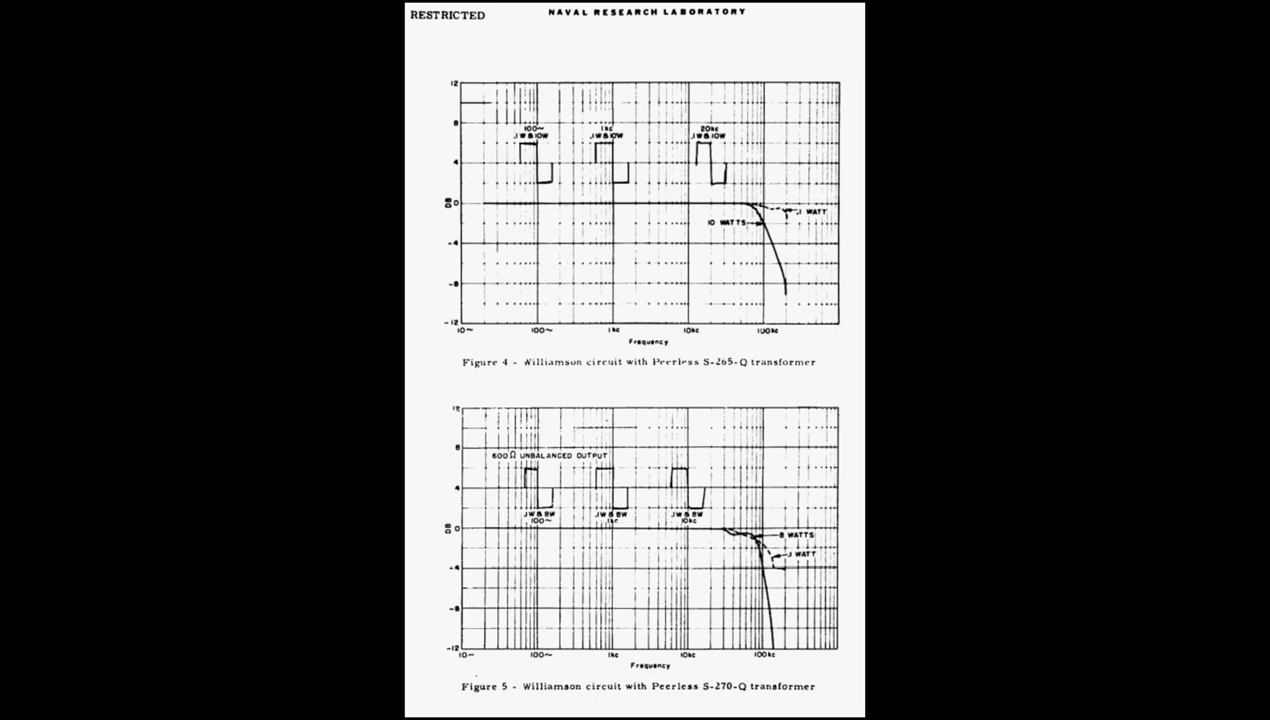 RESTRICTED
NAVAL RESEARCH LABORATORY
12
8
4
DB 0
-4
-8
-12
100~
.1W & 10W
1kc
.1W & 10W
20kc
.1W & 10W
.1 WATT
10 WATTS
10~ 100~ 1kc 10kc 100kc
Frequency
Figure 4 - Williamson circuit with Peerless S-265-Q transformer
12
8
4
DB 0
-4
-8
-12
600Ω UNBALANCED OUTPUT
.1W & 8W
100~
.1W & 8W
1kc
.1W & 8W
10kc
8 WATTS
.1 WATT
10~ 100~ 1kc 10kc 100kc
Frequency
Figure 5 - Williamson circuit with Peerless S-270-Q transformer